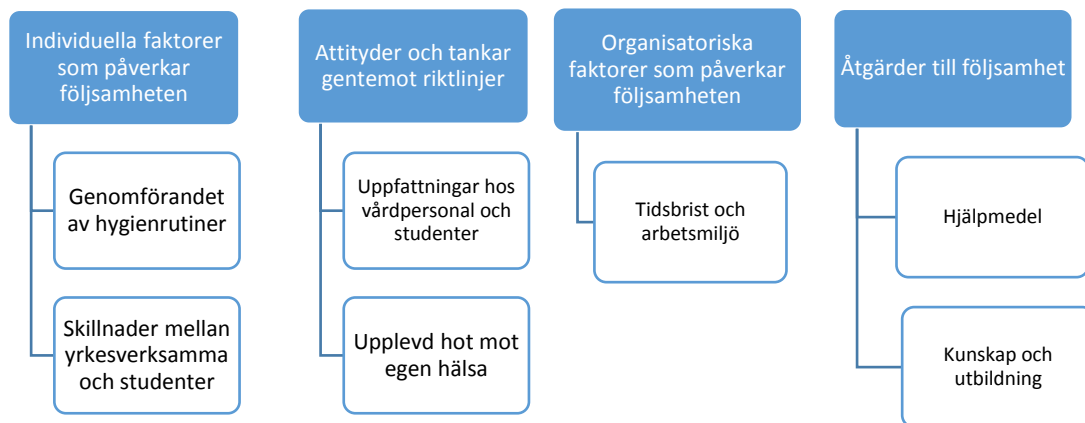 Individuella faktorer
som påverkar
följsamheten
Genomförandet
av hygienrutiner
Skillnader mellan
yrkesverksamma
och studenter
Attityder och tankar
gentemot riktlinjer
Uppfattningar hos
vårdpersonal och
studenter
Upplevd hot mot
egen hälsa
Organisatoriska
faktorer som påverkar
följsamheten
Tidsbrist och
arbetsmiljö
Åtgärder till följsamhet
Hjälpmedel
Kunskap och
utbildning